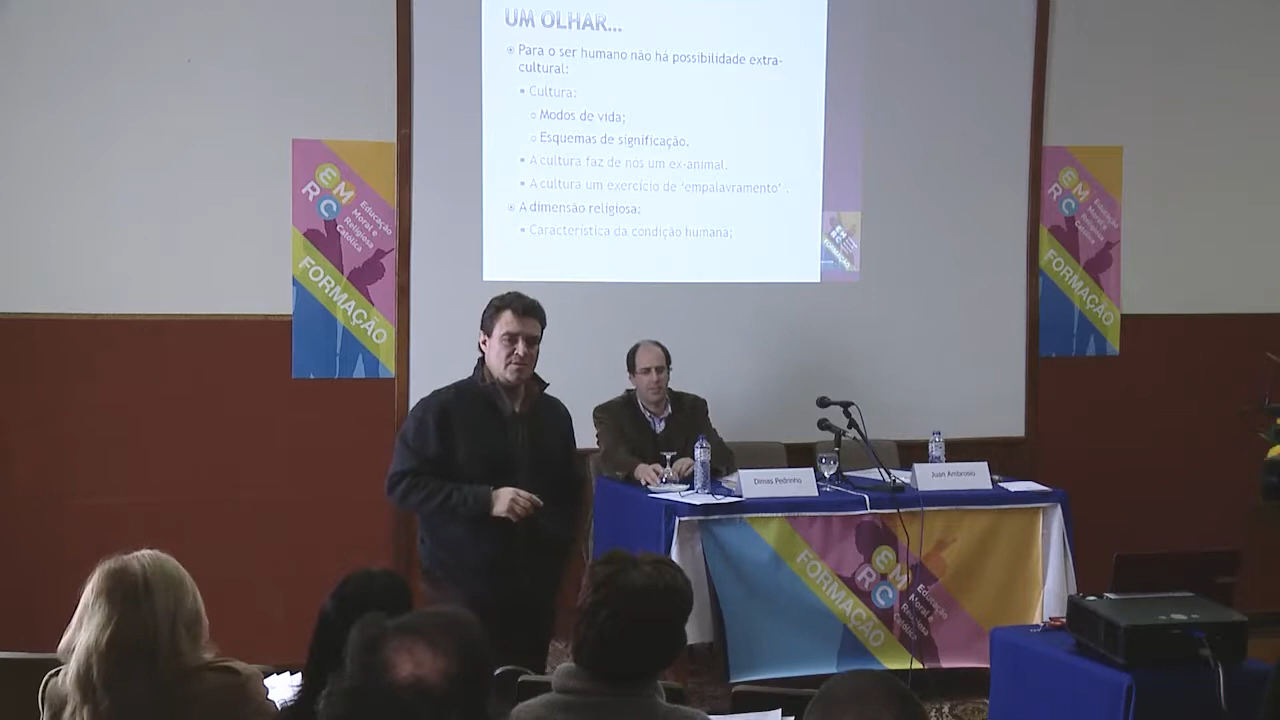 UM OLHAR...
Para o ser humano não há possibilidade extra-
cultural:
Cultura:
Modos de vida;
Esquemas de significação.
A cultura faz de nós um ex-animal.
A cultura um exercício de 'empalavramento' .
A dimensão religiosa:
Característica da condição humana;
EMRC
Educação
Moral e
Religiosa
Católica
FORMAÇÃO
EMRC
Educação
Moral e
Religiosa
Católica
FORMAÇÃO
EMRC
FORMAÇÃO
Dimas Pedrinho
Juan Ambrosio
FORMAÇÃO
EMRC
Educação
Moral e
Religiosa
Católica